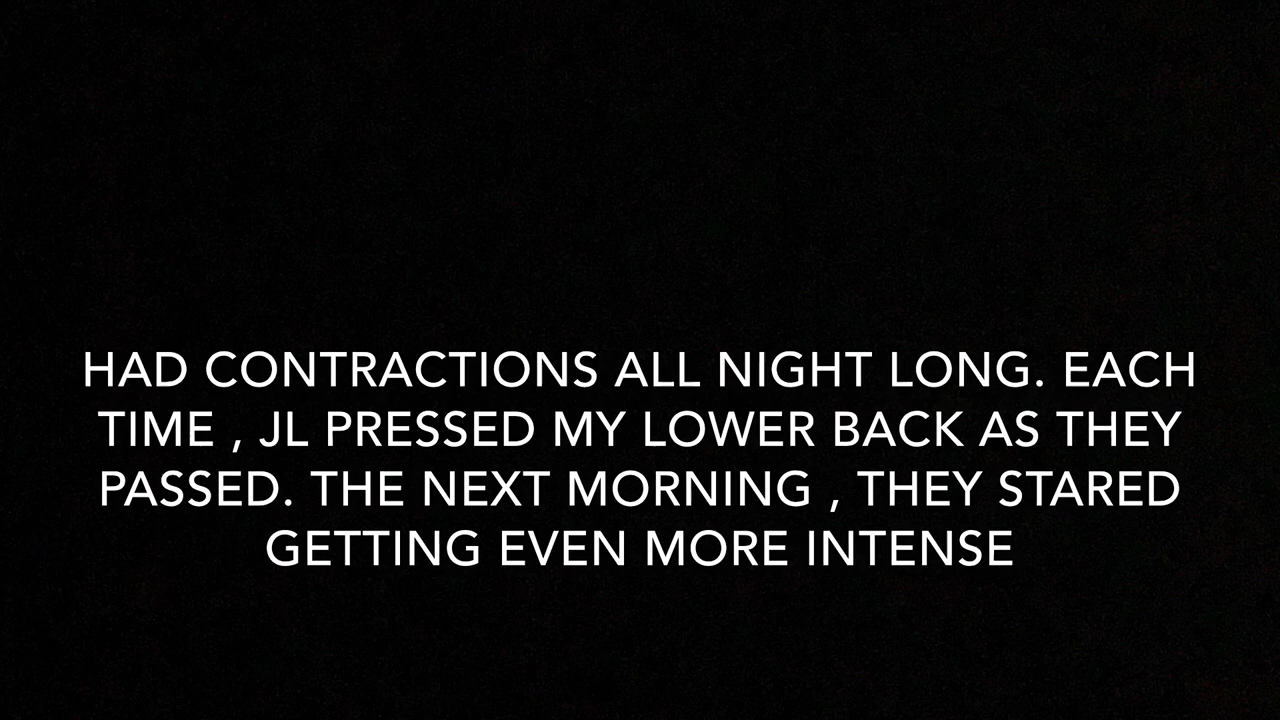 HAD CONTRACTIONS ALL NIGHT LONG. EACH
TIME , JL PRESSED MY LOWER BACK AS THEY
PASSED. THE NEXT MORNING , THEY STARED
GETTING EVEN MORE INTENSE